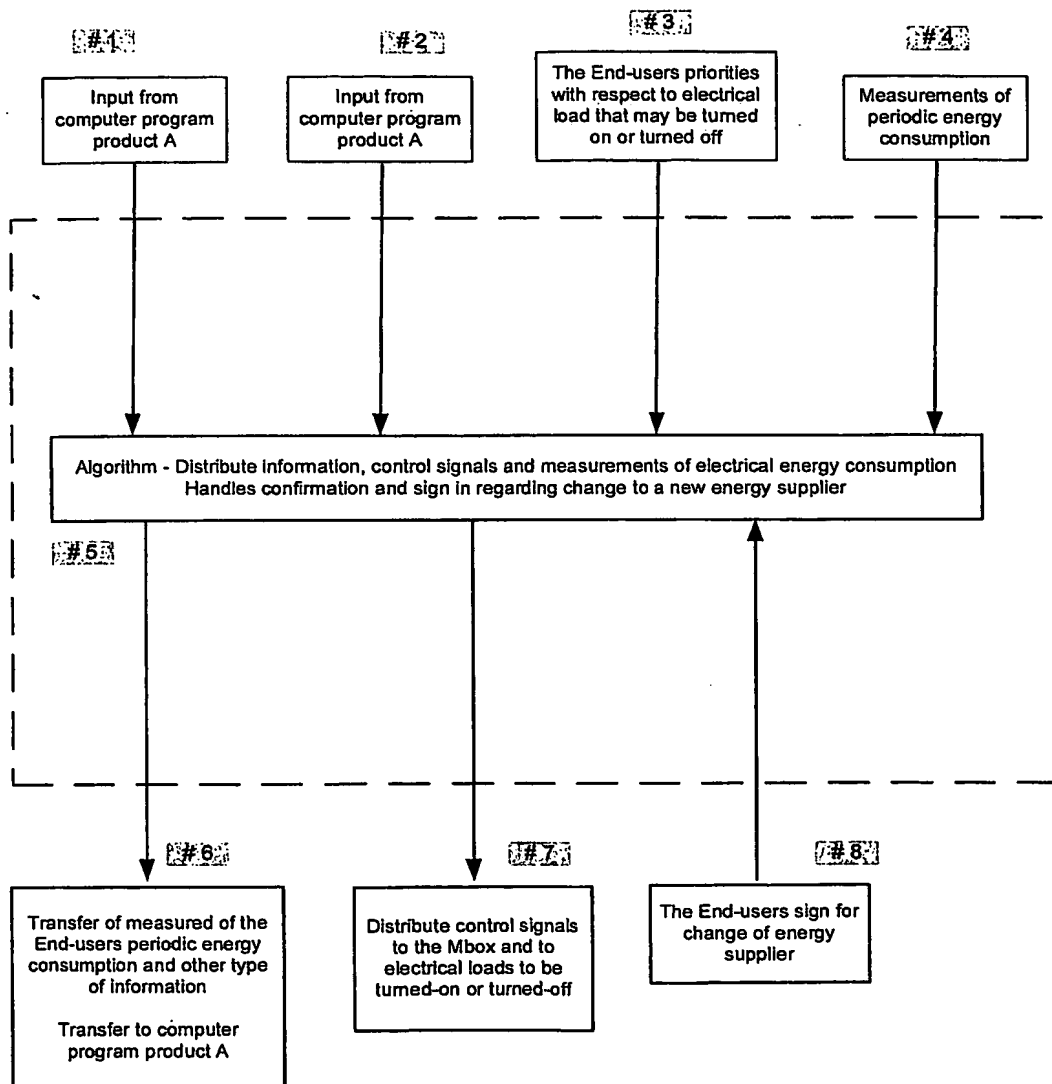 #1
#2
#3
#4
Input from
computer program
product A
Input from
computer program
product A
The End-users priorities
with respect to electrical
load that may be turned
on or turned off
Measurements of
periodic energy
consumption
Algorithm - Distribute information, control signals and measurements of electrical energy consumption
Handles confirmation and sign in regarding change to a new energy supplier
#5
#6
#7
#8
Transfer of measured of the
End-users periodic energy
consumption and other type
of information
Transfer to computer
program product A
Distribute control signals
to the Mbox and to
electrical loads to be
turned-on or turned-off
The End-users sign for
change of energy
supplier